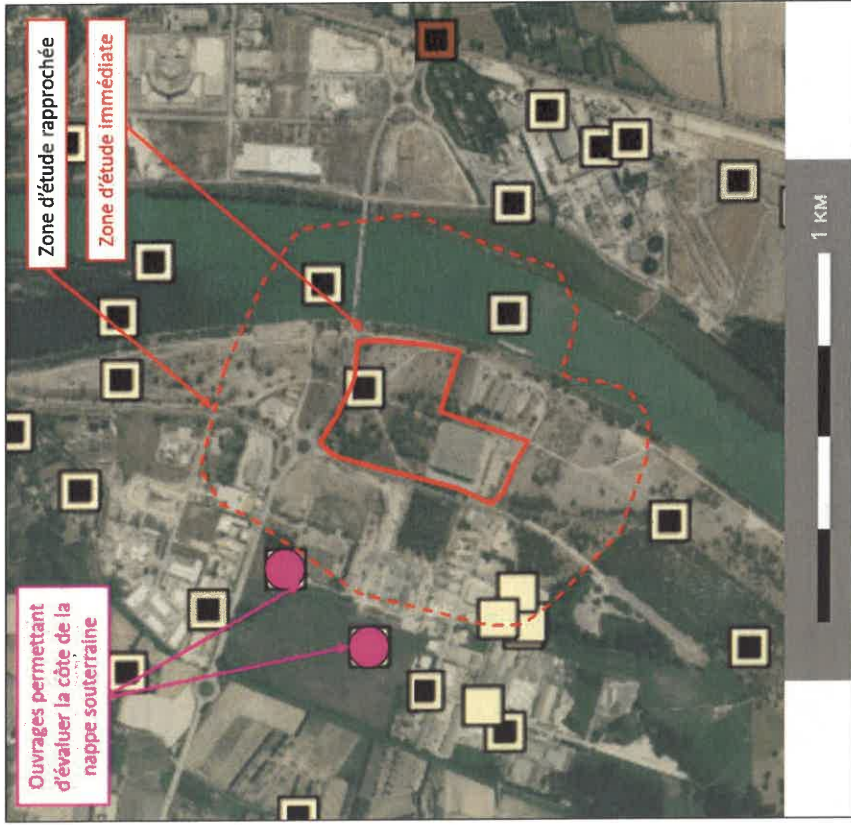 Zone d'étude rapprochée
Zone d'étude immédiate
Ouvrages permettant
d'évaluer la côte de la
nappe souterraine
1 KM